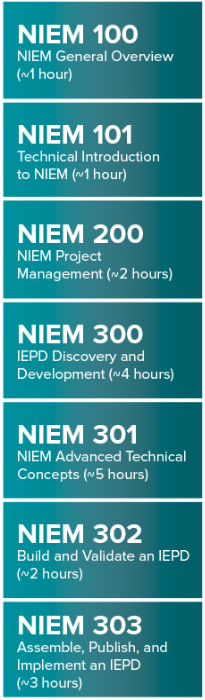 NIEM 100
NIEM General Overview
(~1 hour)
NIEM 101
Technical Introduction
to NIEM (~1 hour)
NIEM 200
NIEM Project
Management (~2 hours)
NIEM 300
IEPD Discovery and
Development (~4 hours)
NIEM 301
NIEM Advanced Technical
Concepts (~5 hours)
NIEM 302
Build and Validate an IEPD
(~2 hours)
NIEM 303
Assemble, Publish, and
Implement an IEPD
(~3 hours)